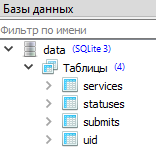 Базы данных
Фильтр по имени
data (SQLite 3)
Таблицы (4)
services
statuses
submits
uid